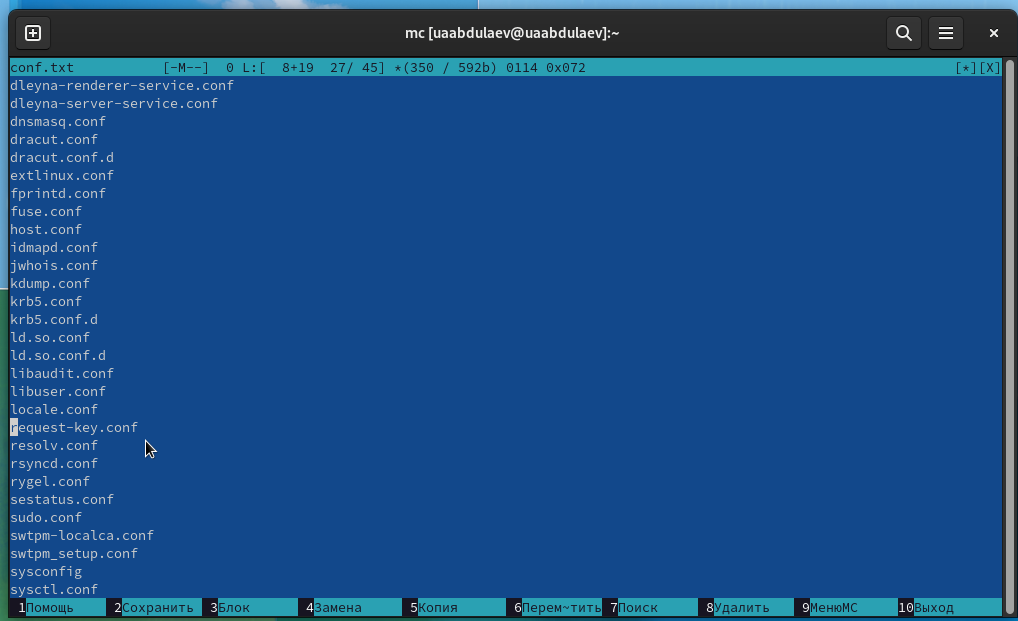 mc [uaabdulaev@uaabdulaev]:~
conf.txt [-M--] 0 L:[ 8+19 27/ 45] *(350 / 592b) 0114 0x072 [*][X]
dleyna-renderer-service.conf
dleyna-server-service.conf
dnsmasq.conf
dracut.conf
dracut.conf.d
extlinux.conf
fprintd.conf
fuse.conf
host.conf
idmapd.conf
jwhois.conf
kdump.conf
krb5.conf
krb5.conf.d
ld.so.conf
ld.so.conf.d
libaudit.conf
libuser.conf
locale.conf
request-key.conf
resolv.conf
rsyncd.conf
rygel.conf
sestatus.conf
sudo.conf
swtpm-localca.conf
swtpm_setup.conf
sysconfig
sysctl.conf
1Помощь 2Сохранить 3Блок 4Замена 5Копия 6Перем~тить 7Поиск 8Удалить 9МенюМС 10Выход